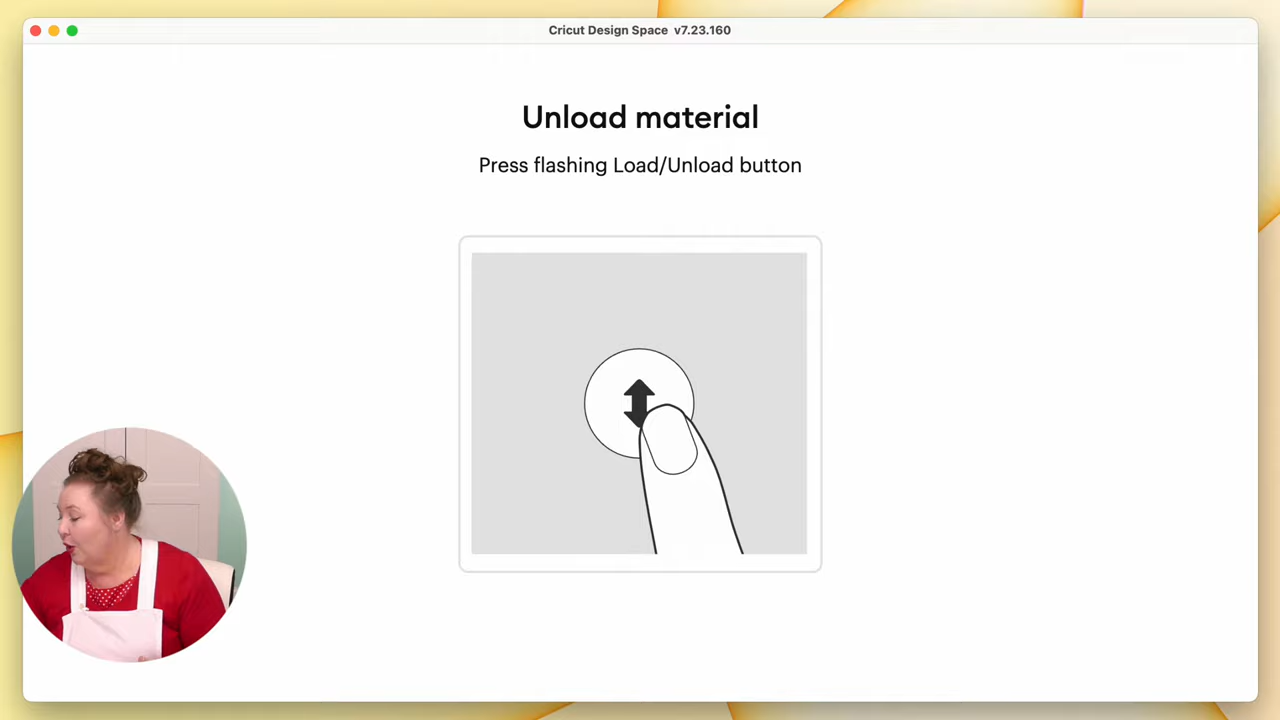 Cricut Design Space v7.23.160
Unload material
Press flashing Load/Unload button